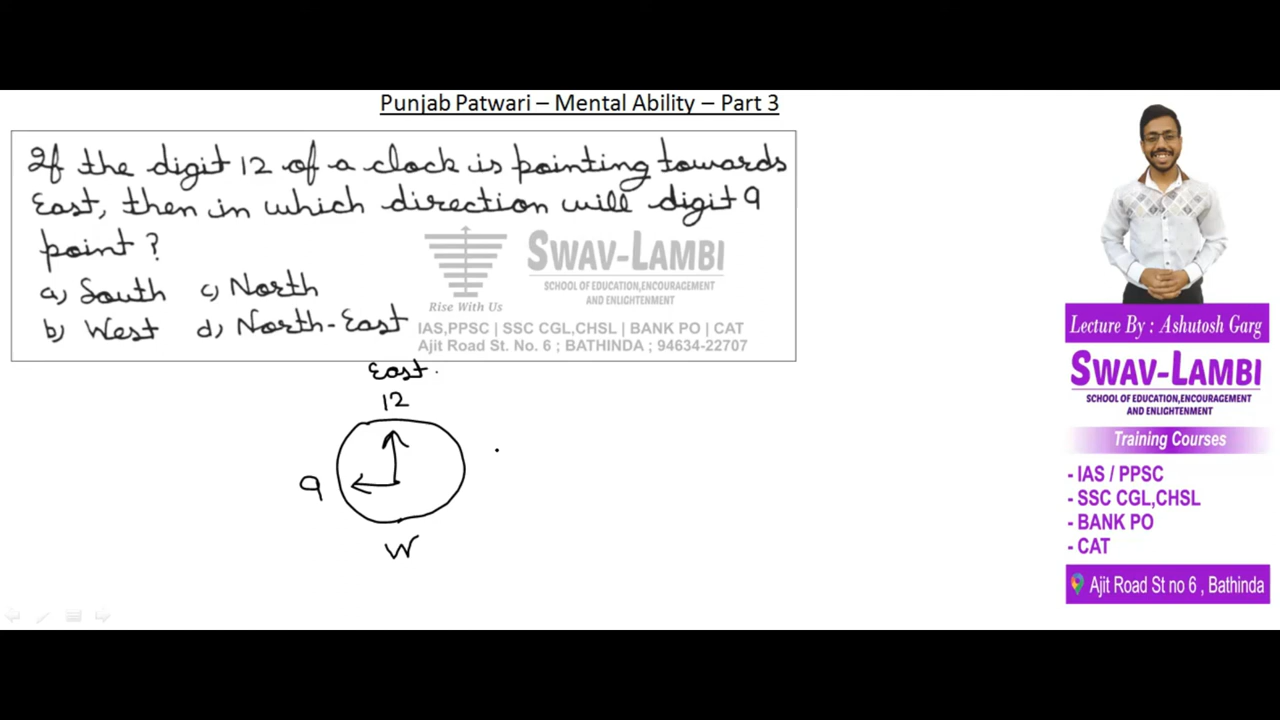 Punjab Patwari – Mental Ability – Part 3
If the digit 12 of a clock is pointing towards
East, then in which direction will digit 9
point?
a) South c) North
b) West d) North-East
Rise With Us
SWAV-LAMBI
SCHOOL OF EDUCATION,ENCOURAGEMENT
AND ENLIGHTENMENT
IAS,PPSC | SSC CGL,CHSL | BANK PO | CAT
Ajit Road St. No. 6 ; BATHINDA ; 94634-22707
East
12
9
W
Lecture By : Ashutosh Garg
SWAV-LAMBI
SCHOOL OF EDUCATION,ENCOURAGEMENT
AND ENLIGHTENMENT
Training Courses
- IAS / PPSC
- SSC CGL,CHSL
- BANK PO
- CAT
Ajit Road St no 6 , Bathinda